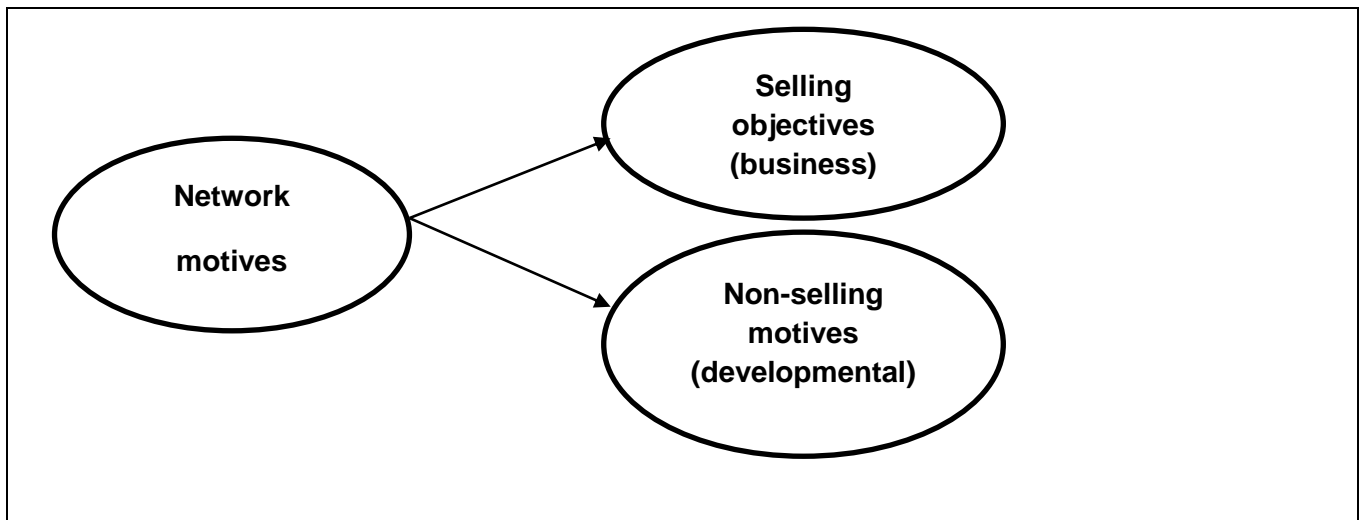 Network
motives
Selling
objectives
(business)
Non-selling
motives
(developmental)